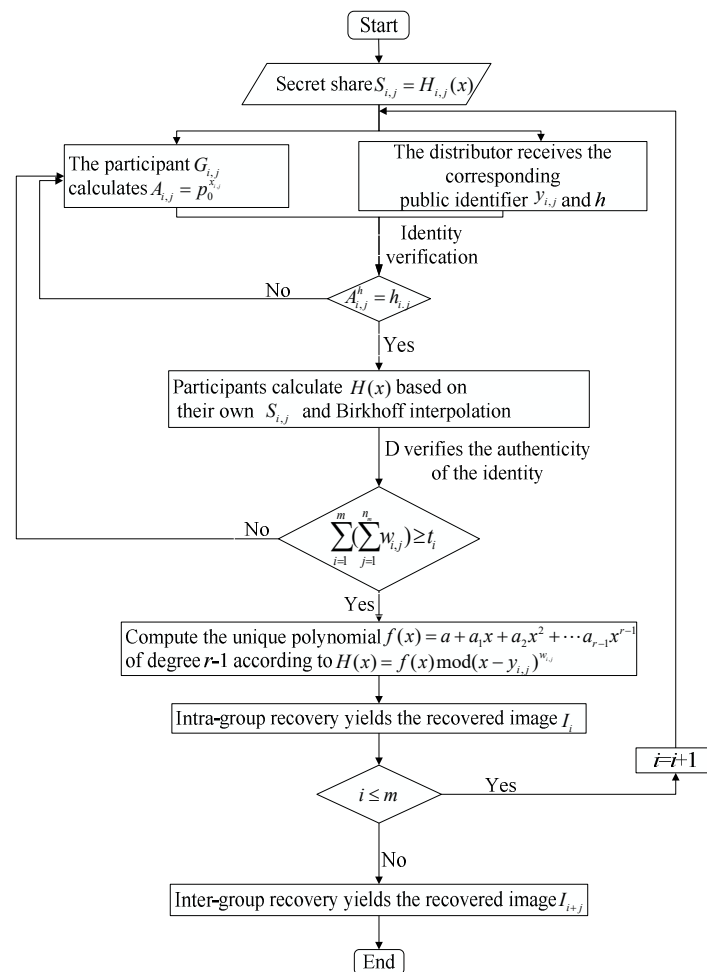 Start
Secret share S_{i,j} = H_{i,j}(x)
The participant G_{i,j}
calculates A_{i,j} = p_0^{x_{i,j}}
The distributor receives the
corresponding
public identifier y_{i,j} and h
Identity
verification
No
A_{i,j}^h = h_{i,j}
Yes
Participants calculate H(x) based on
their own S_{i,j} and Birkhoff interpolation
D verifies the authenticity
of the identity
No
\sum_{i=1}^{m}(\sum_{j=1}^{n_m} w_{i,j}) ≥ t_i
Yes
Compute the unique polynomial f(x) = a + a_1x + a_2x^2 + ⋯a_{r-1}x^{r-1}
of degree r-1 according to H(x) = f(x)mod(x - y_{i,j})^{w_{i,j}}
Intra-group recovery yields the recovered image I_i
i=i+1
i ≤ m
Yes
No
Inter-group recovery yields the recovered image I_{i+j}
End